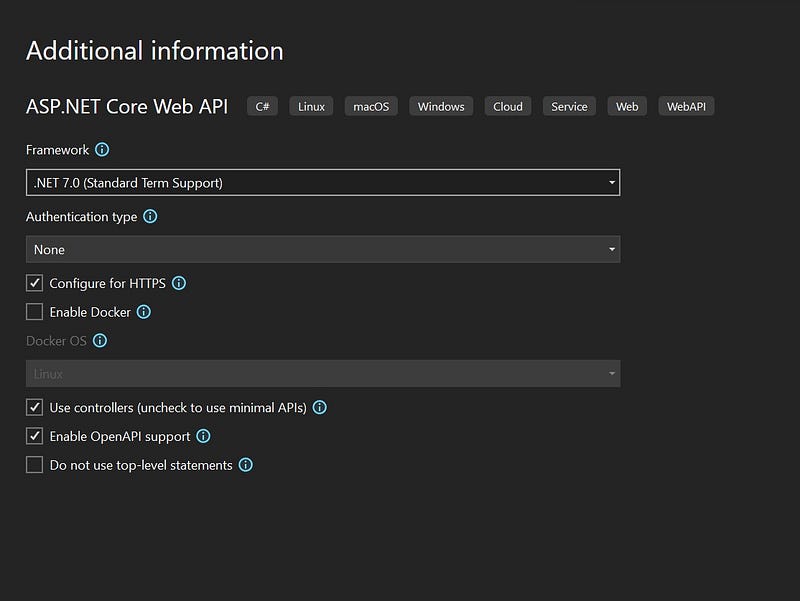 Additional information
ASP.NET Core Web API C# Linux macOS Windows Cloud Service Web WebAPI
Framework
.NET 7.0 (Standard Term Support)
Authentication type
None
Configure for HTTPS
Enable Docker
Docker OS
Linux
Use controllers (uncheck to use minimal APIs)
Enable OpenAPI support
Do not use top-level statements